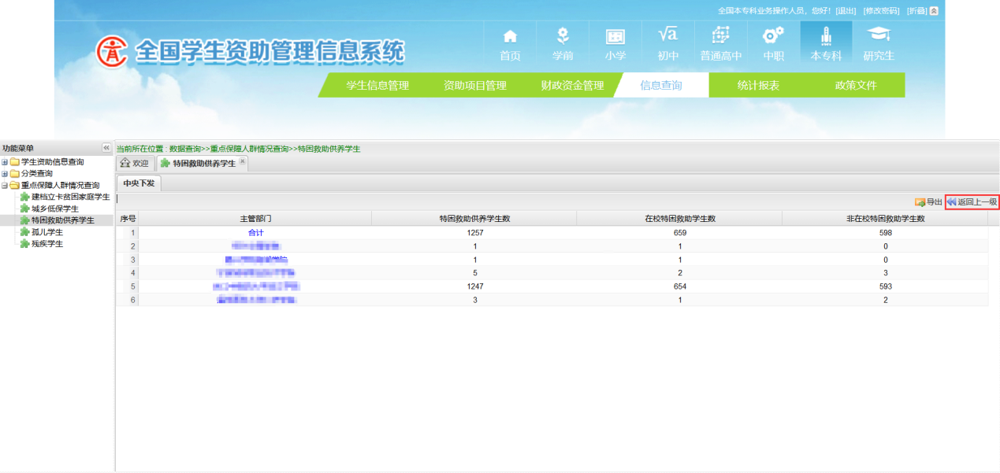 全国本专科业务操作人员，您好！ [退出] [修改密码] [折叠]
全国学生资助管理信息系统
首页 学前 小学 初中 普通高中 中职 本专科 研究生
学生信息管理 资助项目管理 财政资金管理 信息查询 统计报表 政策文件
功能菜单
学生资助信息查询
分类查询
重点保障人群情况查询
建档立卡贫困家庭学生
城乡低保学生
特困救助供养学生
孤儿学生
残疾学生
当前所在位置 : 数据查询>>重点保障人群情况查询>>特困救助供养学生
欢迎 特困救助供养学生
中央下发
导出 返回上一级
序号 主管部门 特困救助供养学生数 在校特困救助学生数 非在校特困救助学生数
1 合计 1257 659 598
2 1 1 0
3 1 1 0
4 5 2 3
5 1247 654 593
6 3 1 2